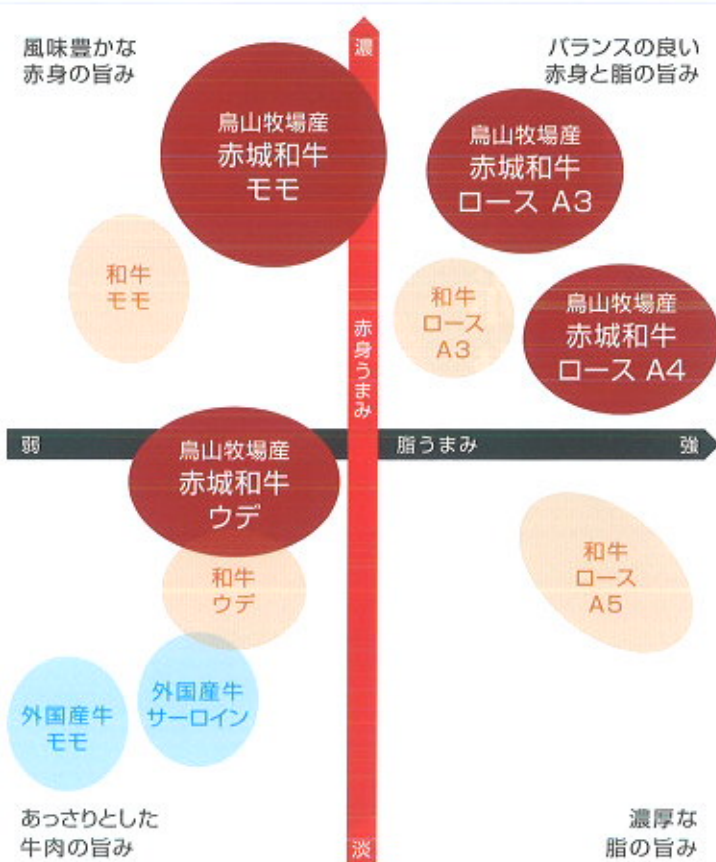 風味豊かな
赤身の旨み
濃
バランスの良い
赤身と脂の旨み
鳥山牧場産
赤城和牛
モモ
鳥山牧場産
赤城和牛
ロース A3
和牛
モモ
和牛
ロース
A3
鳥山牧場産
赤城和牛
ロース A4
赤身うまみ
弱
脂うまみ
強
鳥山牧場産
赤城和牛
ウデ
和牛
ウデ
和牛
ロース
A5
外国産牛
モモ
外国産牛
サーロイン
あっさりとした
牛肉の旨み
淡
濃厚な
脂の旨み